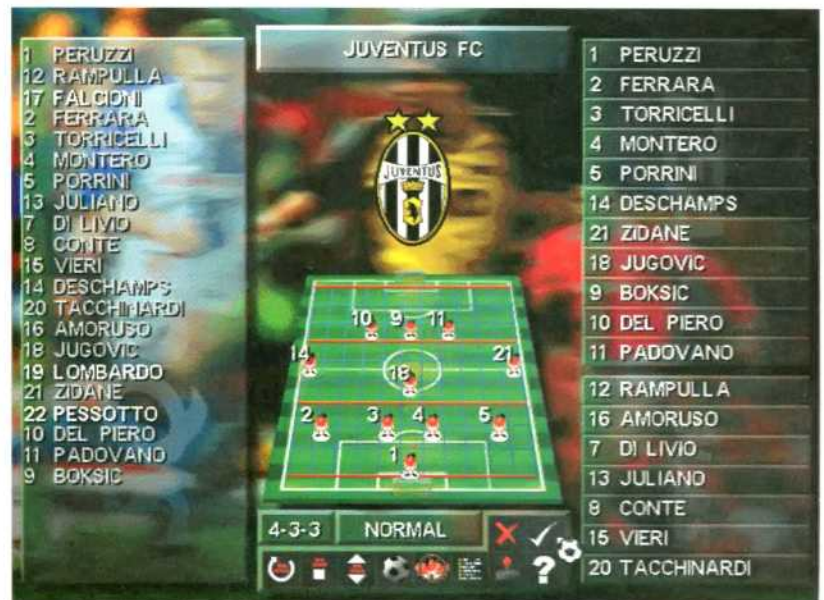 JUVENTUS FC
1 PERUZZI
12 RAMPULLA
17 FALCIONI
2 FERRARA
3 TORRICELLI
4 MONTERO
5 PORRINI
13 JULIANO
7 DI LIVIO
8 CONTE
15 VIERI
14 DESCHAMPS
20 TACCHINARDI
16 AMORUSO
18 JUGOVIC
19 LOMBARDO
21 ZIDANE
22 PESSOTTO
10 DEL PIERO
11 PADOVANO
9 BOKSIC
JUVENTUS
10 9 11
14 21
18
2 3 4 5
1
4-3-3 NORMAL
?
1 PERUZZI
2 FERRARA
3 TORRICELLI
4 MONTERO
5 PORRINI
14 DESCHAMPS
21 ZIDANE
18 JUGOVIC
9 BOKSIC
10 DEL PIERO
11 PADOVANO
12 RAMPULLA
16 AMORUSO
7 DI LIVIO
13 JULIANO
8 CONTE
15 VIERI
20 TACCHINARDI